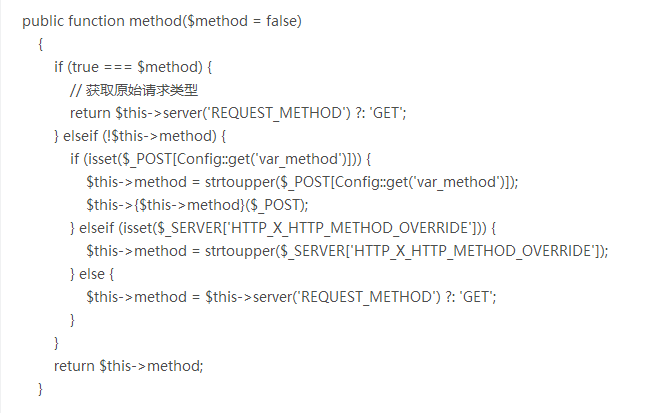 public function method($method = false)
{
if (true === $method) {
// 获取原始请求类型
return $this->server('REQUEST_METHOD') ?: 'GET';
} elseif (!$this->method) {
if (isset($_POST[Config::get('var_method')])) {
$this->method = strtoupper($_POST[Config::get('var_method')]);
$this->{$this->method}($_POST);
} elseif (isset($_SERVER['HTTP_X_HTTP_METHOD_OVERRIDE'])) {
$this->method = strtoupper($_SERVER['HTTP_X_HTTP_METHOD_OVERRIDE']);
} else {
$this->method = $this->server('REQUEST_METHOD') ?: 'GET';
}
}
return $this->method;
}